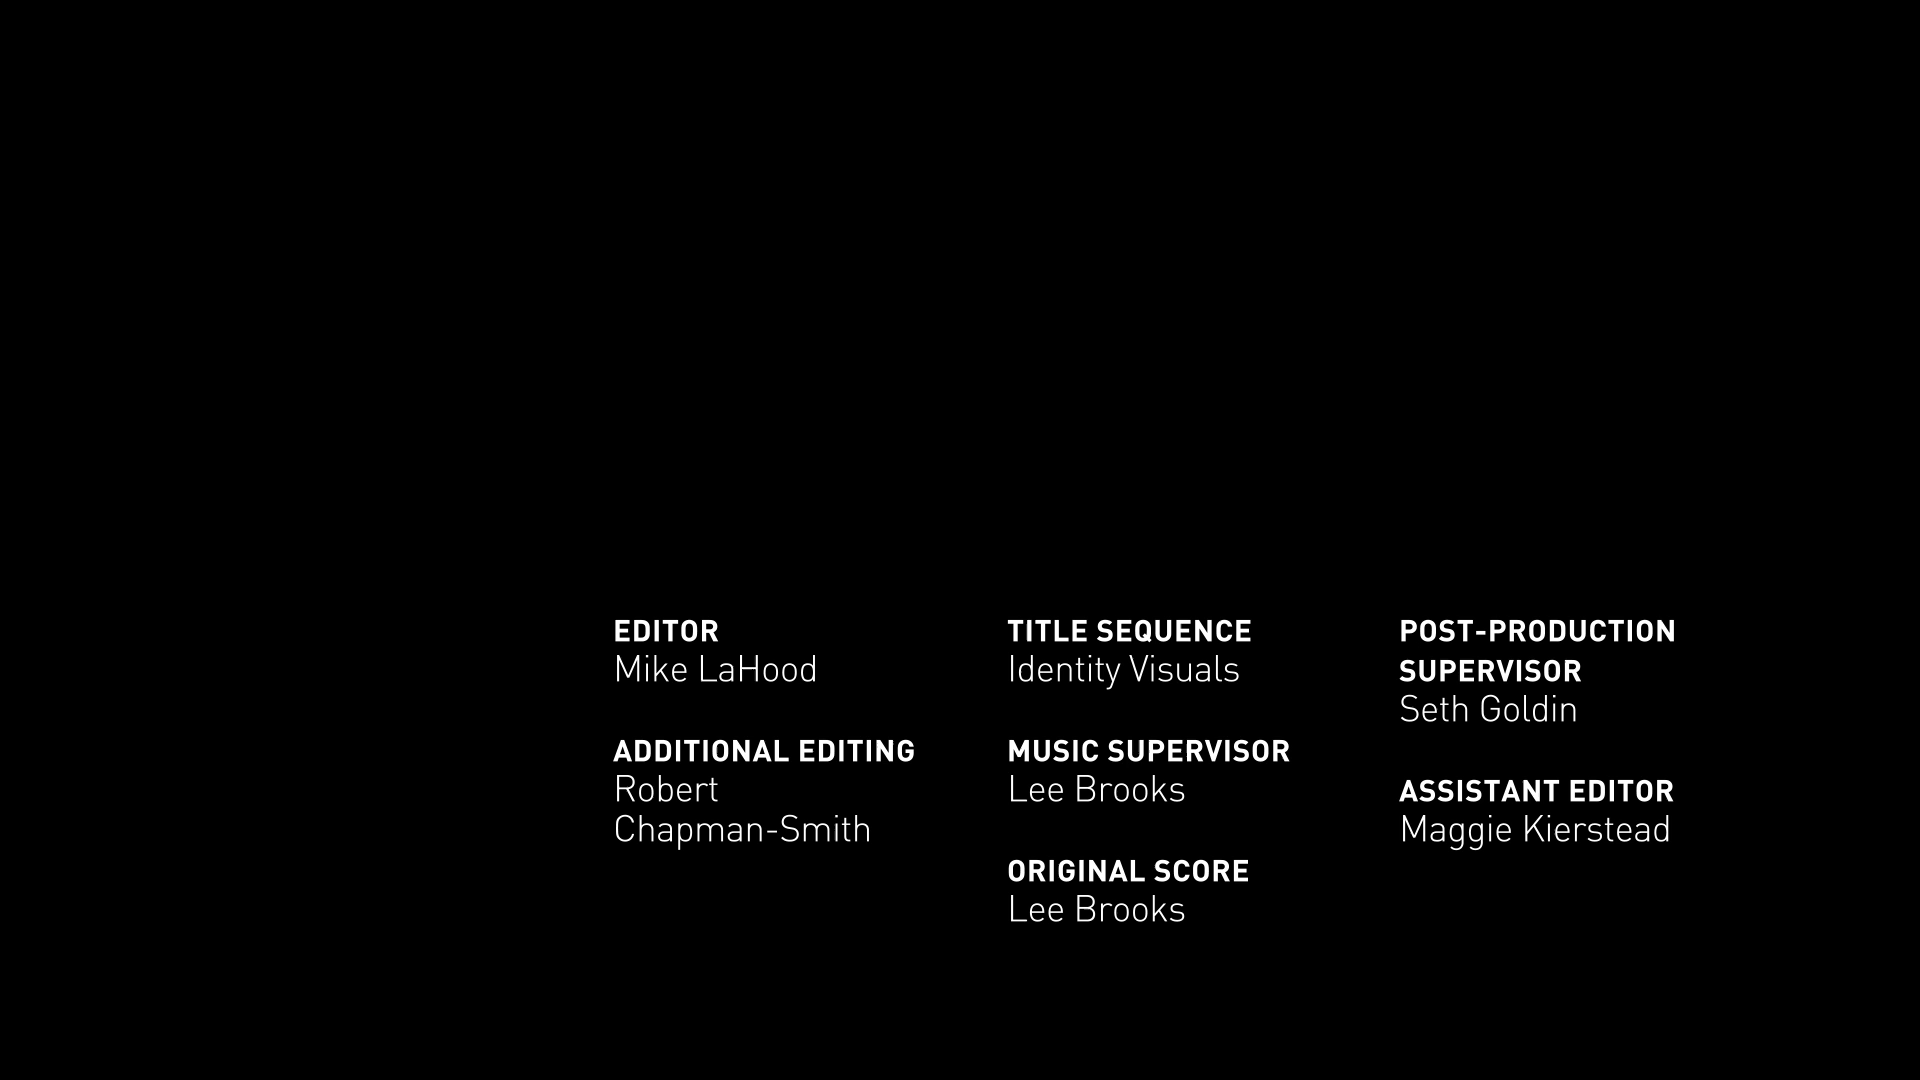 EDITOR
Mike LaHood
ADDITIONAL EDITING
Robert
Chapman-Smith
TITLE SEQUENCE
Identity Visuals
MUSIC SUPERVISOR
Lee Brooks
ORIGINAL SCORE
Lee Brooks
POST-PRODUCTION
SUPERVISOR
Seth Goldin
ASSISTANT EDITOR
Maggie Kierstead